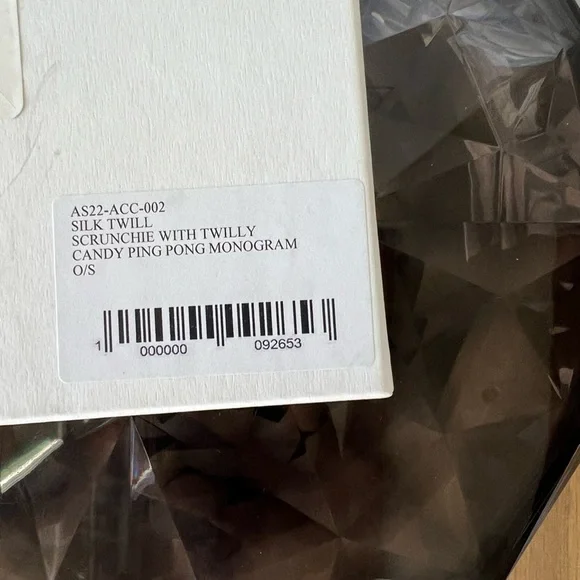 AS22-ACC-002
SILK TWILL
SCRUNCHIE WITH TWILLY
CANDY PING PONG MONOGRAM
O/S
1 000000 092653